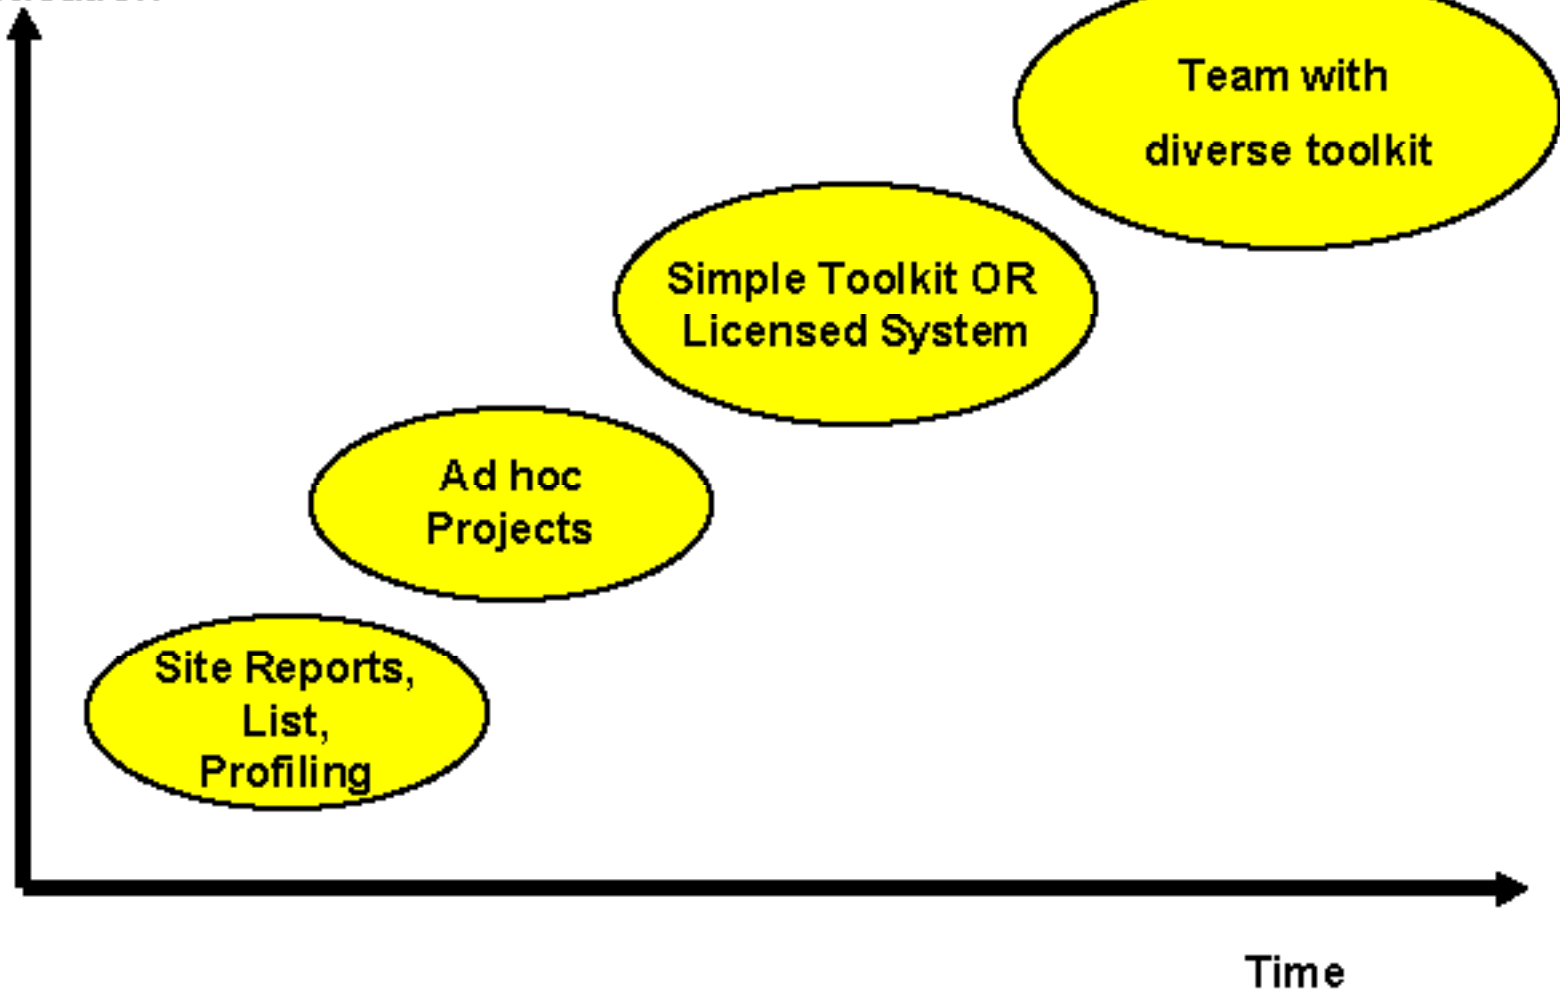 Team with
diverse toolkit
Simple Toolkit OR
Licensed System
Ad hoc
Projects
Site Reports,
List,
Profiling
Time